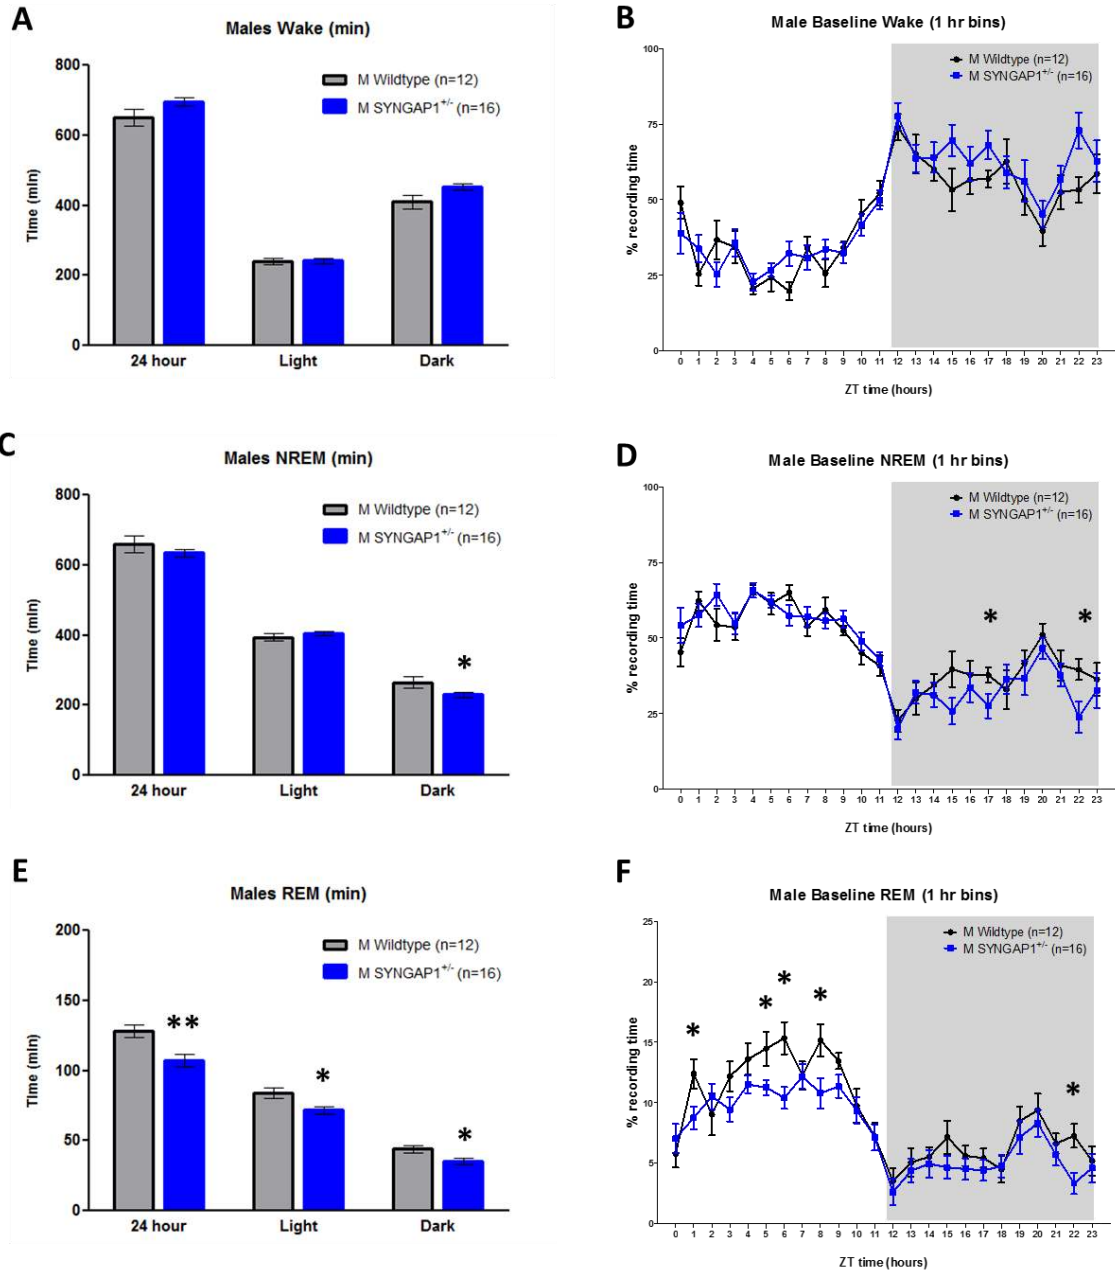 A
Males Wake (min)
M Wildtype (n=12)
M SYNGAP1+/- (n=16)
Time (min)
800
600
400
200
0
24 hour Light Dark
B
Male Baseline Wake (1 hr bins)
M Wildtype (n=12)
M SYNGAP1+/- (n=16)
% recording time
100
75
50
25
0
0 1 2 3 4 5 6 7 8 9 10 11 12 13 14 15 16 17 18 19 20 21 22 23
ZT time (hours)
C
Males NREM (min)
M Wildtype (n=12)
M SYNGAP1+/- (n=16)
Time (min)
800
600
400
200
0
*
24 hour Light Dark
D
Male Baseline NREM (1 hr bins)
M Wildtype (n=12)
M SYNGAP1+/- (n=16)
% recording time
100
75
50
25
0
* *
0 1 2 3 4 5 6 7 8 9 10 11 12 13 14 15 16 17 18 19 20 21 22 23
ZT time (hours)
E
Males REM (min)
M Wildtype (n=12)
M SYNGAP1+/- (n=16)
Time (min)
200
150
100
50
0
** * *
24 hour Light Dark
F
Male Baseline REM (1 hr bins)
M Wildtype (n=12)
M SYNGAP1+/- (n=16)
% recording time
25
20
15
10
5
0
* * * * *
0 1 2 3 4 5 6 7 8 9 10 11 12 13 14 15 16 17 18 19 20 21 22 23
ZT time (hours)